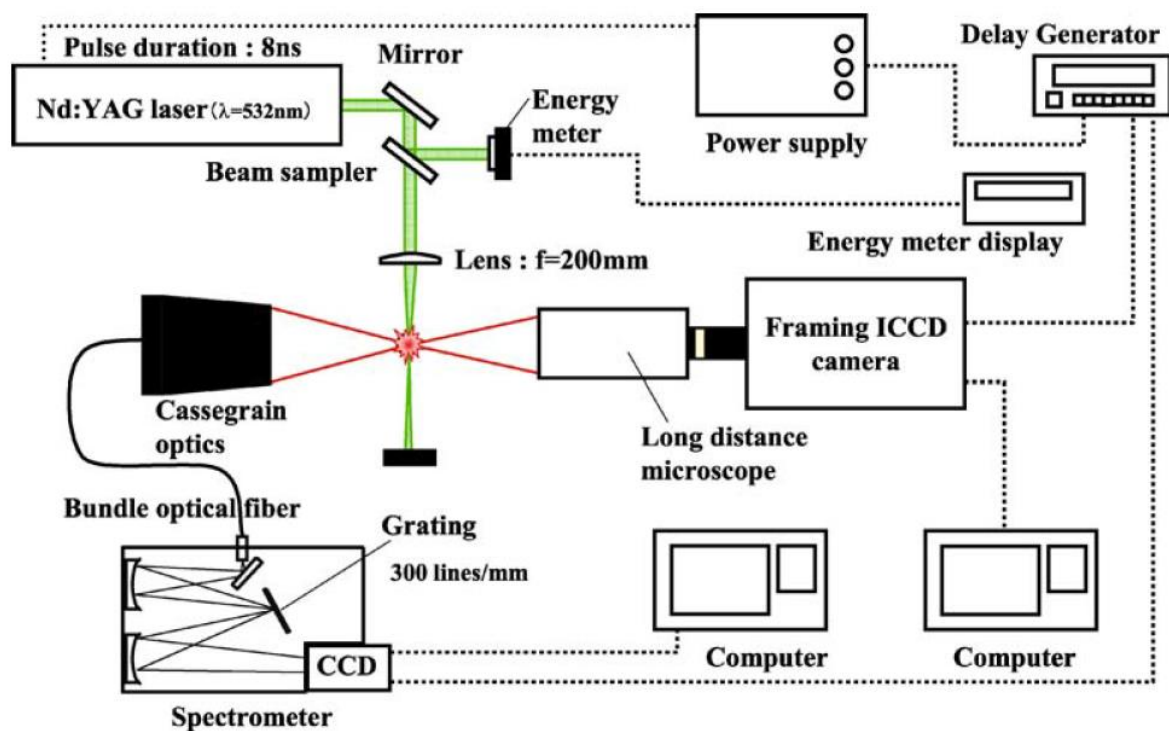 Pulse duration : 8ns
Nd:YAG laser(λ=532nm)
Mirror
Energy
meter
Beam sampler
Power supply
Delay Generator
Energy meter display
Lens : f=200mm
Framing ICCD
camera
Cassegrain
optics
Long distance
microscope
Bundle optical fiber
Grating
300 lines/mm
CCD
Spectrometer
Computer
Computer